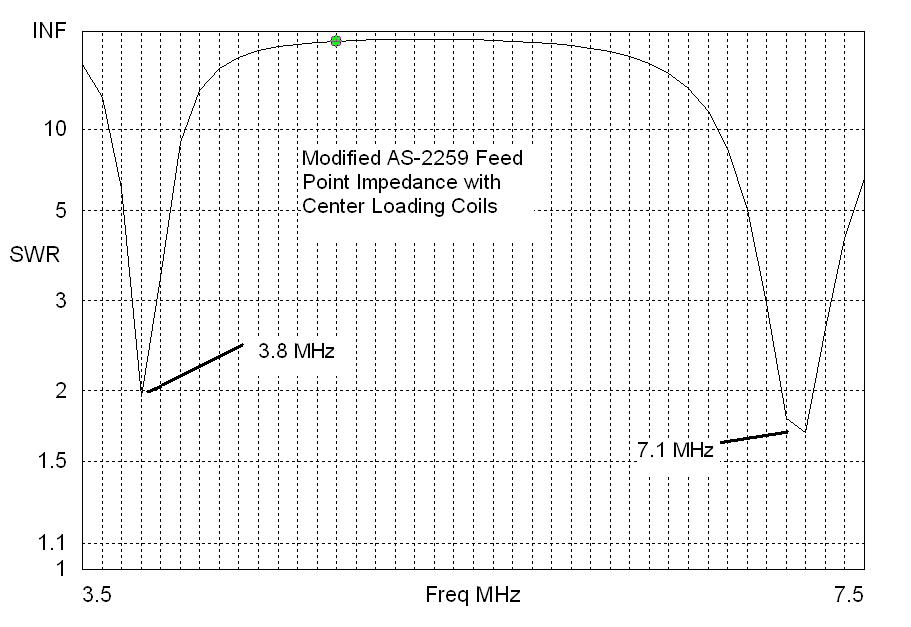 INF
10
5
SWR
3
2
1.5
1.1
1
Modified AS-2259 Feed
Point Impedance with
Center Loading Coils
3.8 MHz
7.1 MHz
3.5
Freq MHz
7.5